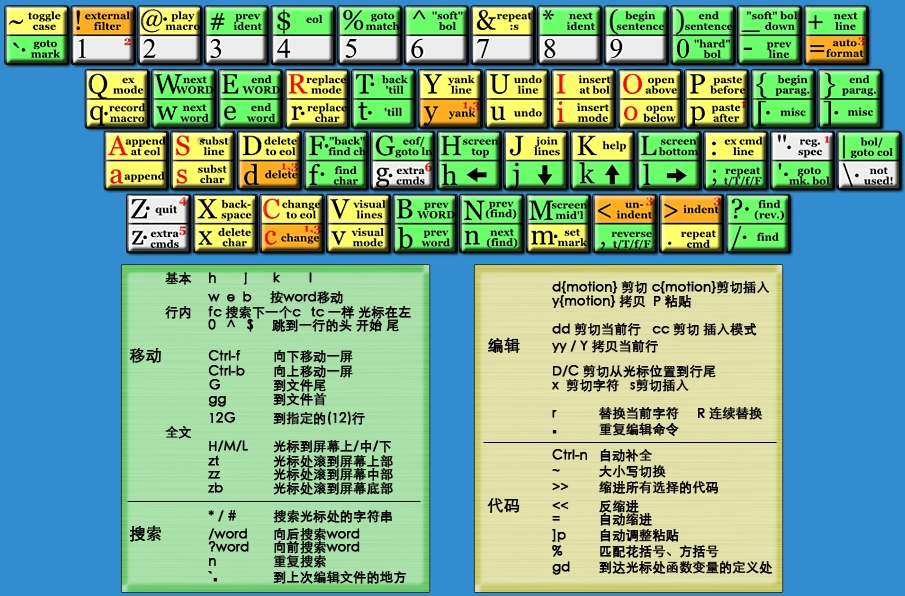 ~ toggle case
! external filter
@· play macro
# prev ident
$ eol
% goto match
^ "soft" bol
& repeat :s
* next ident
( begin sentence
) end sentence
_ "soft" bol down
+ next line
`· goto mark
1 2
2
3
4
5
6
7
8
9
0 "hard" bol
- prev line
= auto format 3
Q ex mode
W next WORD
E end WORD
R replace mode
T· back 'till
Y yank line
U undo line
I insert at bol
O open above
P paste before
{ begin parag.
} end parag.
q· record macro
w next word
e end word
r· replace char
t· 'till
y yank 1,3
u undo
i insert mode
o open below
p paste after 1
[· misc
]· misc
A append at eol
S subst line
D delete to eol
F· "back" find ch
G eof/ goto ln
H screen top
J join lines
K help
L screen bottom
: ex cmd line
"· reg. spec 1
| bol/ goto col
a append
s subst char
d delete 1,3
f· find char
g· extra cmds 6
h ←
j ↓
k ↑
l →
; repeat t/T/f/F
'· goto mk. bol
\· not used!
Z· quit 4
X back-space
C change to eol
V visual lines
B prev WORD
N prev (find)
M screen mid'l
< un-indent 3
> indent 3
?· find (rev.)
z· extra cmds 5
x delete char
c change 1,3
v visual mode
b prev word
n next (find)
m· set mark
, reverse t/T/f/F
. repeat cmd
/· find
基本 h j k l
w e b 按word移动
行内 fc 搜索下一个c tc 一样 光标在左
0 ^ $ 跳到一行的头 开始 尾
移动
Ctrl-f 向下移动一屏
Ctrl-b 向上移动一屏
G 到文件尾
gg 到文件首
12G 到指定的(12)行
全文
H/M/L 光标到屏幕上/中/下
zt 光标处滚到屏幕上部
zz 光标处滚到屏幕中部
zb 光标处滚到屏幕底部
* / # 搜索光标处的字符串
搜索
/word 向后搜索word
?word 向前搜索word
n 重复搜索
`. 到上次编辑文件的地方
d{motion} 剪切 c{motion}剪切插入
y{motion} 拷贝 P 粘贴
dd 剪切当前行 cc 剪切 插入模式
编辑
yy / Y 拷贝当前行
D/C 剪切从光标位置到行尾
x 剪切字符 s剪切插入
r 替换当前字符 R 连续替换
. 重复编辑命令
Ctrl-n 自动补全
~ 大小写切换
>> 缩进所有选择的代码
代码
<< 反缩进
= 自动缩进
]p 自动调整粘贴
% 匹配花括号、方括号
gd 到达光标处函数变量的定义处